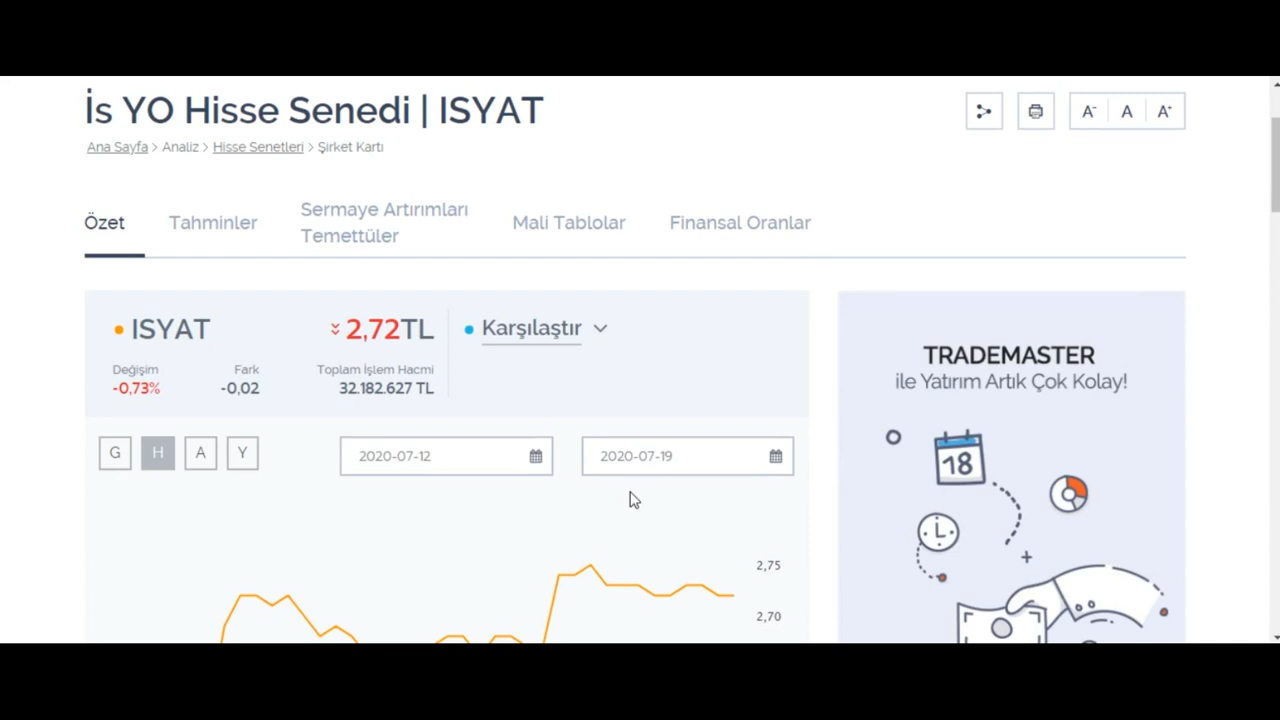 İs YO Hisse Senedi | ISYAT
A- A A+
Ana Sayfa > Analiz > Hisse Senetleri > Şirket Kartı
Özet
Tahminler
Sermaye Artırımları
Temettüler
Mali Tablolar
Finansal Oranlar
ISYAT
2,72TL
Karşılaştır
Değişim
Fark
Toplam İşlem Hacmi
-0,73%
-0,02
32.182.627 TL
G H A Y
2020-07-12
2020-07-19
2,75
2,70
TRADEMASTER
ile Yatırım Artık Çok Kolay!
18